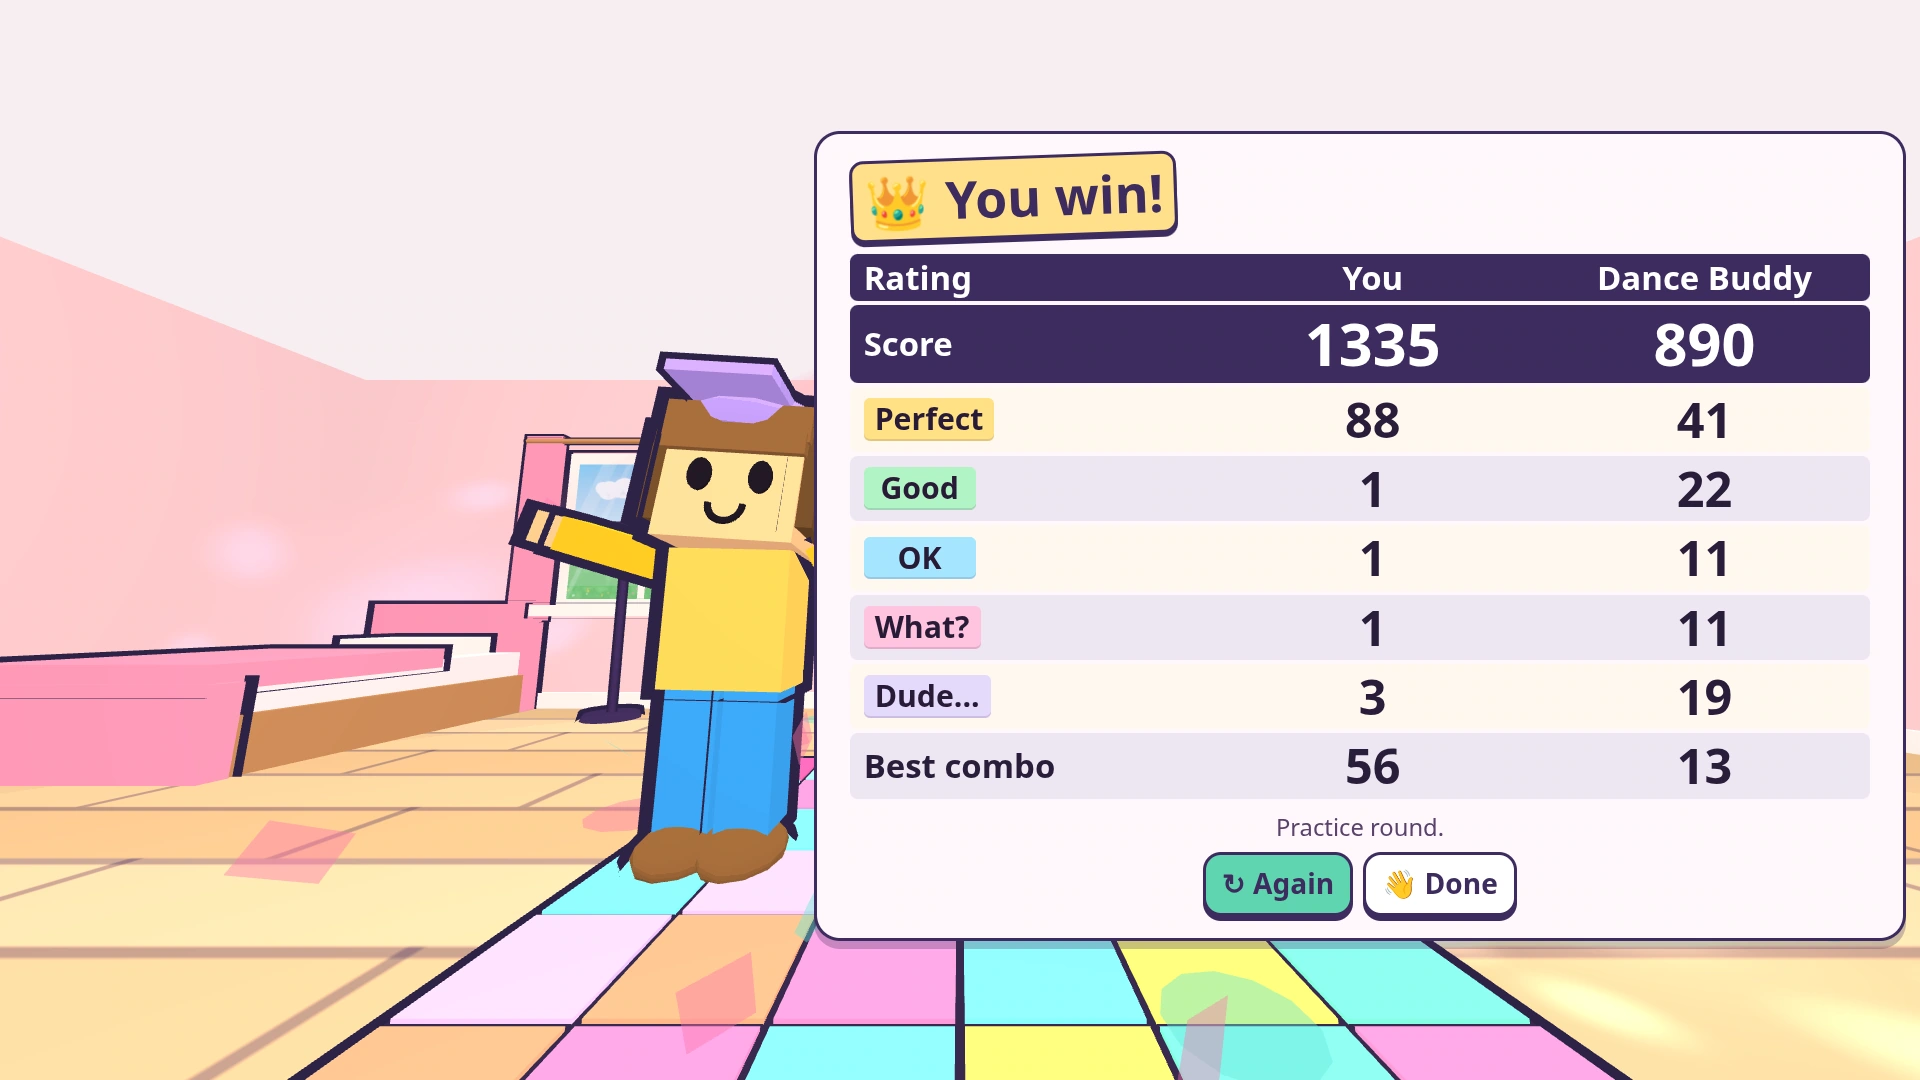 👑 You win!
Rating You Dance Buddy
Score 1335 890
Perfect 88 41
Good 1 22
OK 1 11
What? 1 11
Dude... 3 19
Best combo 56 13
Practice round.
↻ Again 👋 Done